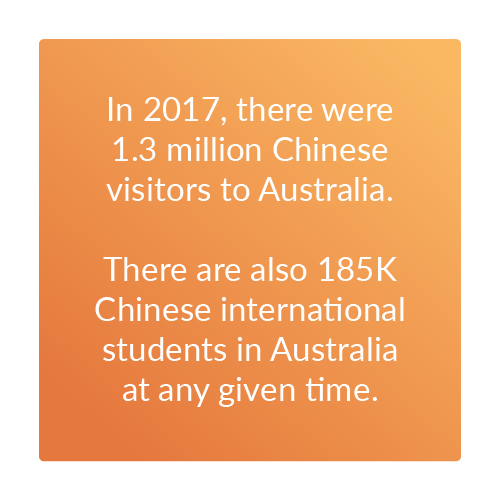 In 2017, there were
1.3 million Chinese
visitors to Australia.
There are also 185K
Chinese international
students in Australia
at any given time.